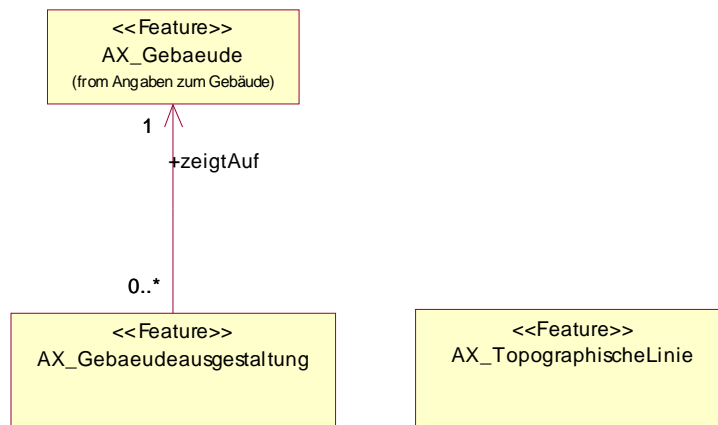 <<Feature>>
AX_Gebaeude
(from Angaben zum Gebäude)
1
+zeigtAuf
0..*
<<Feature>>
AX_Gebaeudeausgestaltung
<<Feature>>
AX_TopographischeLinie